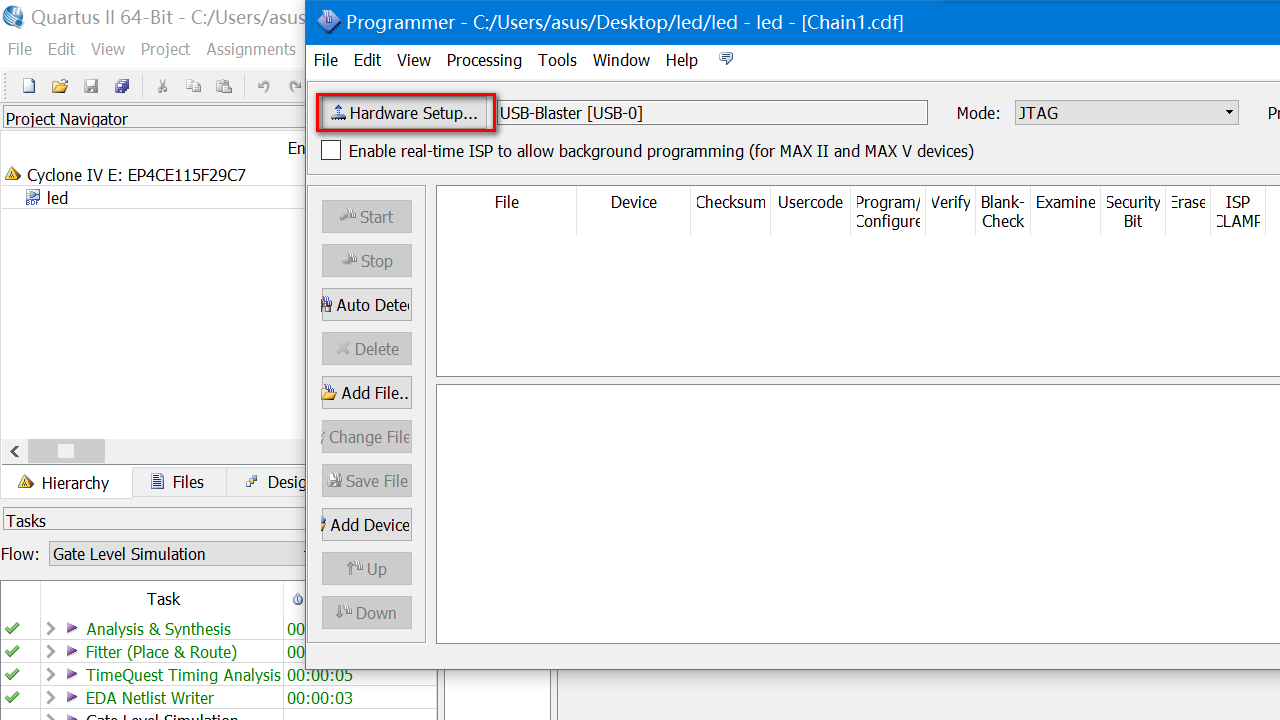 Quartus II 64-Bit - C:/Users/asus
File Edit View Project Assignments
Project Navigator
Cyclone IV E: EP4CE115F29C7
led
Hierarchy Files
Tasks
Flow: Gate Level Simulation
Task
Analysis & Synthesis 00
Fitter (Place & Route) 00
TimeQuest Timing Analysis 00:00:05
EDA Netlist Writer 00:00:03
Gate Level Simulation
Programmer - C:/Users/asus/Desktop/led/led - led - [Chain1.cdf]
File Edit View Processing Tools Window Help
Hardware Setup... USB-Blaster [USB-0] Mode: JTAG
Enable real-time ISP to allow background programming (for MAX II and MAX V devices)
Start
Stop
Auto Detec
Delete
Add File..
Change File
Save File
Add Device
Up
Down
File Device Checksum Usercode Program/ Verify Blank- Examine Security Erase ISP
Configure Check Bit CLAMP